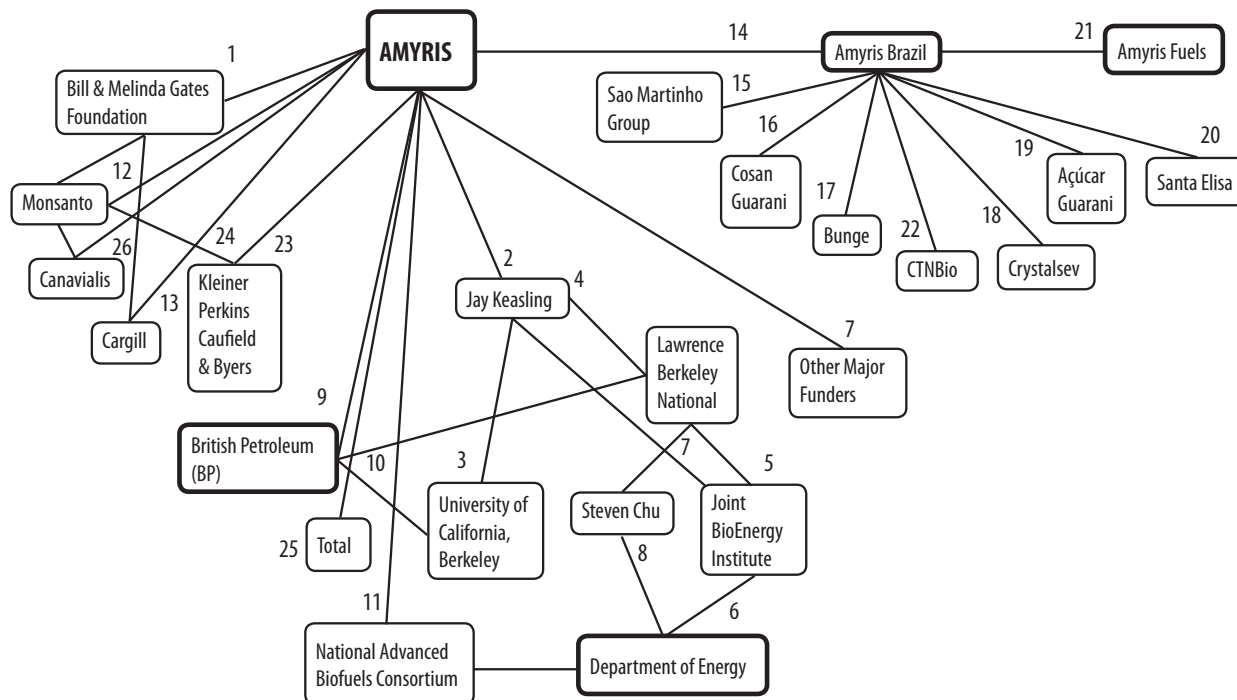 1
AMYRIS
14
Amyris Brazil
21
Amyris Fuels
Bill & Melinda Gates
Foundation
15
Sao Martinho
Group
16
20
12
19
Cosan
Guarani
Açúcar
Guarani
Santa Elisa
Monsanto
17
Bunge
18
22
CTNBio
Crystalsev
26
24
23
Canavialis
2
4
Kleiner
Perkins
Caufield
& Byers
Jay Keasling
13
Cargill
7
Lawrence
Berkeley
National
Other Major
Funders
9
British Petroleum
(BP)
10
3
7
5
University of
California,
Berkeley
Steven Chu
Joint
BioEnergy
Institute
25
Total
8
11
6
National Advanced
Biofuels Consortium
Department of Energy